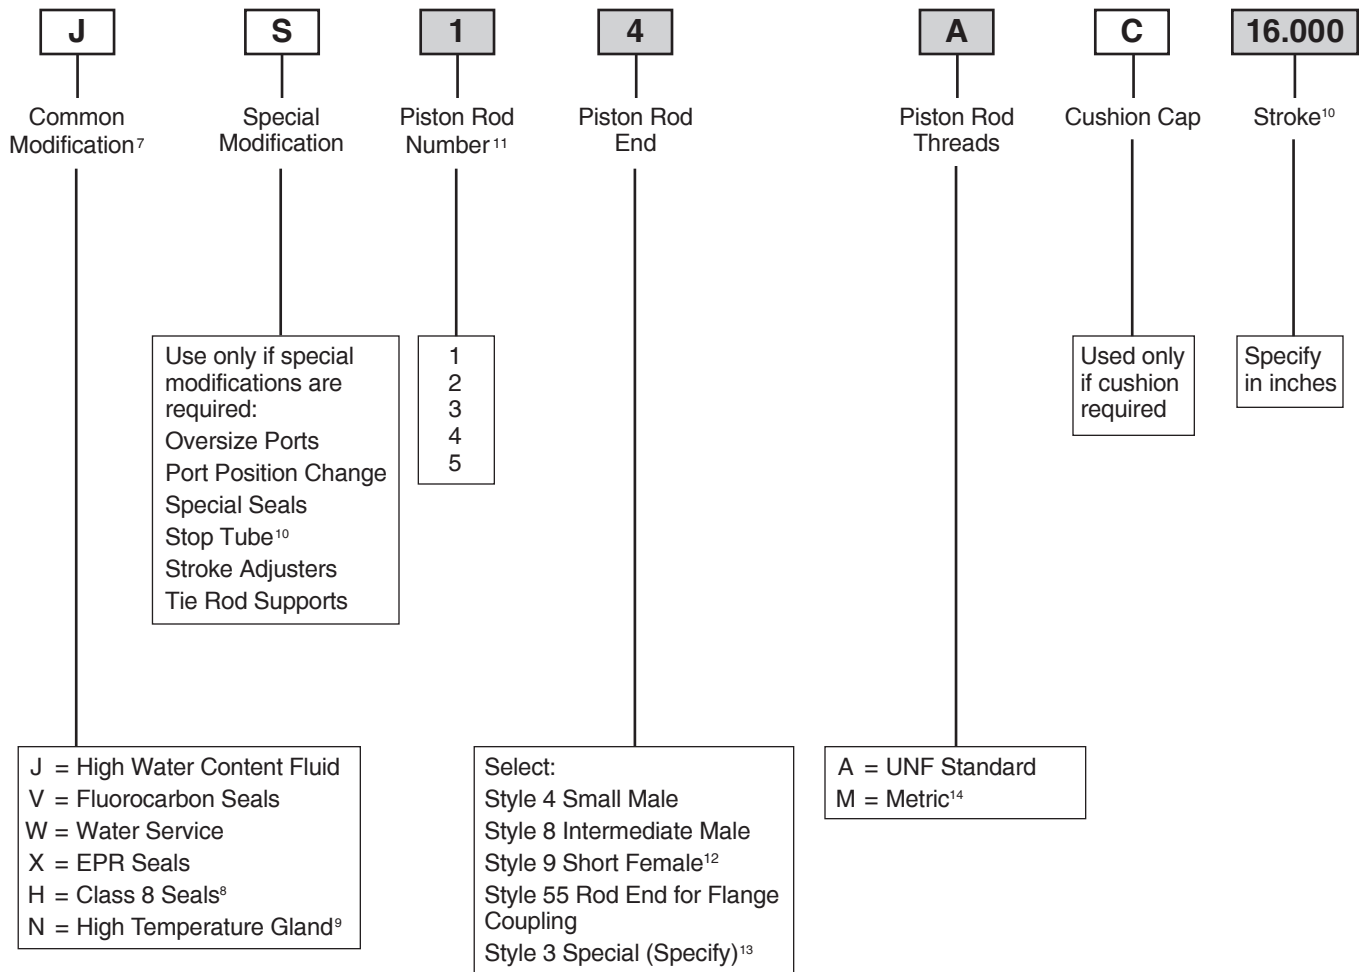 J S 1 4 A C 16.000
Common
Modification⁷
Special
Modification
Piston Rod
Number¹¹
Piston Rod
End
Piston Rod
Threads
Cushion Cap
Stroke¹⁰
Use only if special
modifications are
required:
Oversize Ports
Port Position Change
Special Seals
Stop Tube¹⁰
Stroke Adjusters
Tie Rod Supports
1
2
3
4
5
Used only
if cushion
required
Specify
in inches
J = High Water Content Fluid
V = Fluorocarbon Seals
W = Water Service
X = EPR Seals
H = Class 8 Seals⁸
N = High Temperature Gland⁹
Select:
Style 4 Small Male
Style 8 Intermediate Male
Style 9 Short Female¹²
Style 55 Rod End for Flange
Coupling
Style 3 Special (Specify)¹³
A = UNF Standard
M = Metric¹⁴